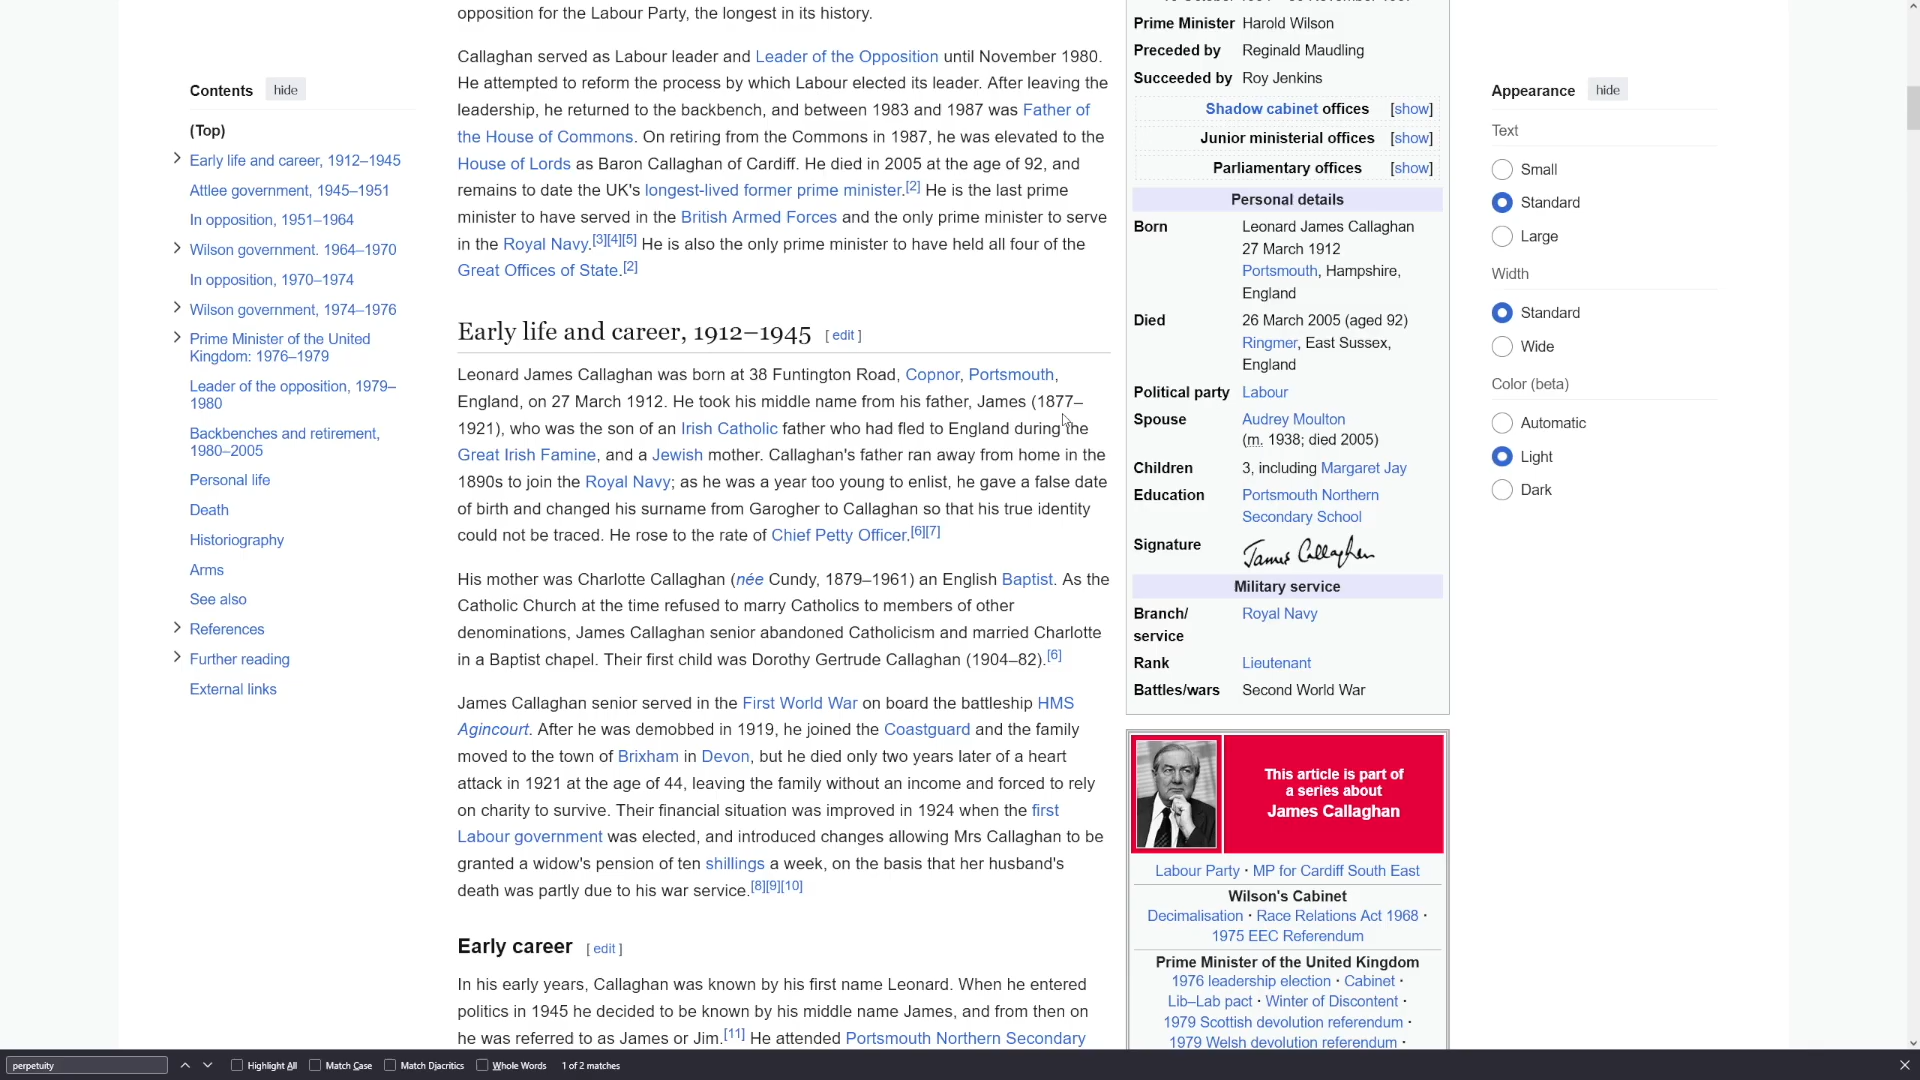 Contents hide
(Top)
Early life and career, 1912–1945
Attlee government, 1945–1951
In opposition, 1951–1964
Wilson government. 1964–1970
In opposition, 1970–1974
Wilson government, 1974–1976
Prime Minister of the United
Kingdom: 1976–1979
Leader of the opposition, 1979–
1980
Backbenches and retirement,
1980–2005
Personal life
Death
Historiography
Arms
See also
References
Further reading
External links
opposition for the Labour Party, the longest in its history.
Callaghan served as Labour leader and Leader of the Opposition until November 1980.
He attempted to reform the process by which Labour elected its leader. After leaving the
leadership, he returned to the backbench, and between 1983 and 1987 was Father of
the House of Commons. On retiring from the Commons in 1987, he was elevated to the
House of Lords as Baron Callaghan of Cardiff. He died in 2005 at the age of 92, and
remains to date the UK's longest-lived former prime minister.[2] He is the last prime
minister to have served in the British Armed Forces and the only prime minister to serve
in the Royal Navy.[3][4][5] He is also the only prime minister to have held all four of the
Great Offices of State.[2]
Early life and career, 1912–1945 [ edit ]
Leonard James Callaghan was born at 38 Funtington Road, Copnor, Portsmouth,
England, on 27 March 1912. He took his middle name from his father, James (1877–
1921), who was the son of an Irish Catholic father who had fled to England during the
Great Irish Famine, and a Jewish mother. Callaghan's father ran away from home in the
1890s to join the Royal Navy; as he was a year too young to enlist, he gave a false date
of birth and changed his surname from Garogher to Callaghan so that his true identity
could not be traced. He rose to the rate of Chief Petty Officer.[6][7]
His mother was Charlotte Callaghan (née Cundy, 1879–1961) an English Baptist. As the
Catholic Church at the time refused to marry Catholics to members of other
denominations, James Callaghan senior abandoned Catholicism and married Charlotte
in a Baptist chapel. Their first child was Dorothy Gertrude Callaghan (1904–82).[6]
James Callaghan senior served in the First World War on board the battleship HMS
Agincourt. After he was demobbed in 1919, he joined the Coastguard and the family
moved to the town of Brixham in Devon, but he died only two years later of a heart
attack in 1921 at the age of 44, leaving the family without an income and forced to rely
on charity to survive. Their financial situation was improved in 1924 when the first
Labour government was elected, and introduced changes allowing Mrs Callaghan to be
granted a widow's pension of ten shillings a week, on the basis that her husband's
death was partly due to his war service.[8][9][10]
Early career [ edit ]
In his early years, Callaghan was known by his first name Leonard. When he entered
politics in 1945 he decided to be known by his middle name James, and from then on
he was referred to as James or Jim.[11] He attended Portsmouth Northern Secondary
Prime Minister Harold Wilson
Preceded by Reginald Maudling
Succeeded by Roy Jenkins
Shadow cabinet offices [show]
Junior ministerial offices [show]
Parliamentary offices [show]
Personal details
Born Leonard James Callaghan
27 March 1912
Portsmouth, Hampshire,
England
Died 26 March 2005 (aged 92)
Ringmer, East Sussex,
England
Political party Labour
Spouse Audrey Moulton
(m. 1938; died 2005)
Children 3, including Margaret Jay
Education Portsmouth Northern
Secondary School
Signature James Callaghan
Military service
Branch/ Royal Navy
service
Rank Lieutenant
Battles/wars Second World War
This article is part of
a series about
James Callaghan
Labour Party · MP for Cardiff South East
Wilson's Cabinet
Decimalisation · Race Relations Act 1968 ·
1975 EEC Referendum
Prime Minister of the United Kingdom
1976 leadership election · Cabinet ·
Lib–Lab pact · Winter of Discontent ·
1979 Scottish devolution referendum ·
1979 Welsh devolution referendum ·
Appearance hide
Text
Small
Standard
Large
Width
Standard
Wide
Color (beta)
Automatic
Light
Dark
perpetuity Highlight All Match Case Match Diacritics Whole Words 1 of 2 matches